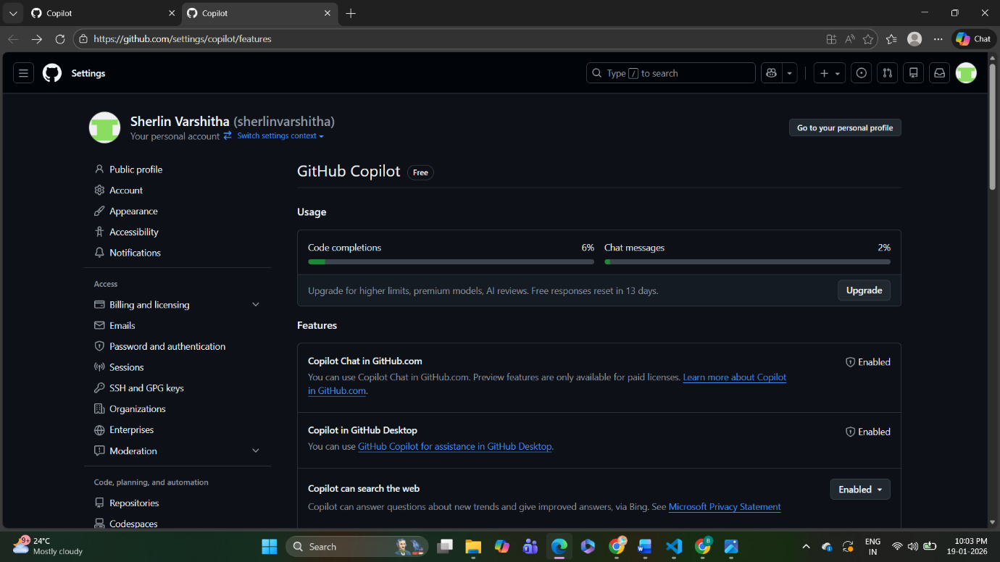 Copilot
Copilot
https://github.com/settings/copilot/features
Chat
Settings
Type / to search
Sherlin Varshitha (sherlinvarshitha)
Your personal account Switch settings context
Go to your personal profile
Public profile
Account
Appearance
Accessibility
Notifications
Access
Billing and licensing
Emails
Password and authentication
Sessions
SSH and GPG keys
Organizations
Enterprises
Moderation
Code, planning, and automation
Repositories
Codespaces
GitHub Copilot Free
Usage
Code completions 6%
Chat messages 2%
Upgrade for higher limits, premium models, AI reviews. Free responses reset in 13 days.
Upgrade
Features
Copilot Chat in GitHub.com
Enabled
You can use Copilot Chat in GitHub.com. Preview features are only available for paid licenses. Learn more about Copilot
in GitHub.com.
Copilot in GitHub Desktop
Enabled
You can use GitHub Copilot for assistance in GitHub Desktop.
Copilot can search the web
Enabled
Copilot can answer questions about new trends and give improved answers, via Bing. See Microsoft Privacy Statement
9+
24°C
Mostly cloudy
Search
ENG
IN
10:03 PM
19-01-2026